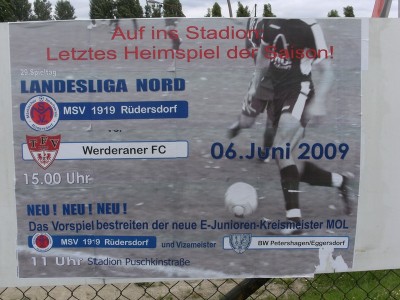 Auf ins Stadion
Letztes Heimspiel der Saison!
25. Spieltag
LANDESLIGA NORD
MSV 1919 Rüdersdorf
Werderaner FC
06.Juni 2009
15.00 Uhr
NEU ! NEU ! NEU !
Das Vorspiel bestreiten der neue E-Junioren-Kreismeister MOL
MSV 1919 Rüdersdorf und Vizemeister BW Petershagen/Eggersdorf
11 Uhr Stadion Puschkinstraße